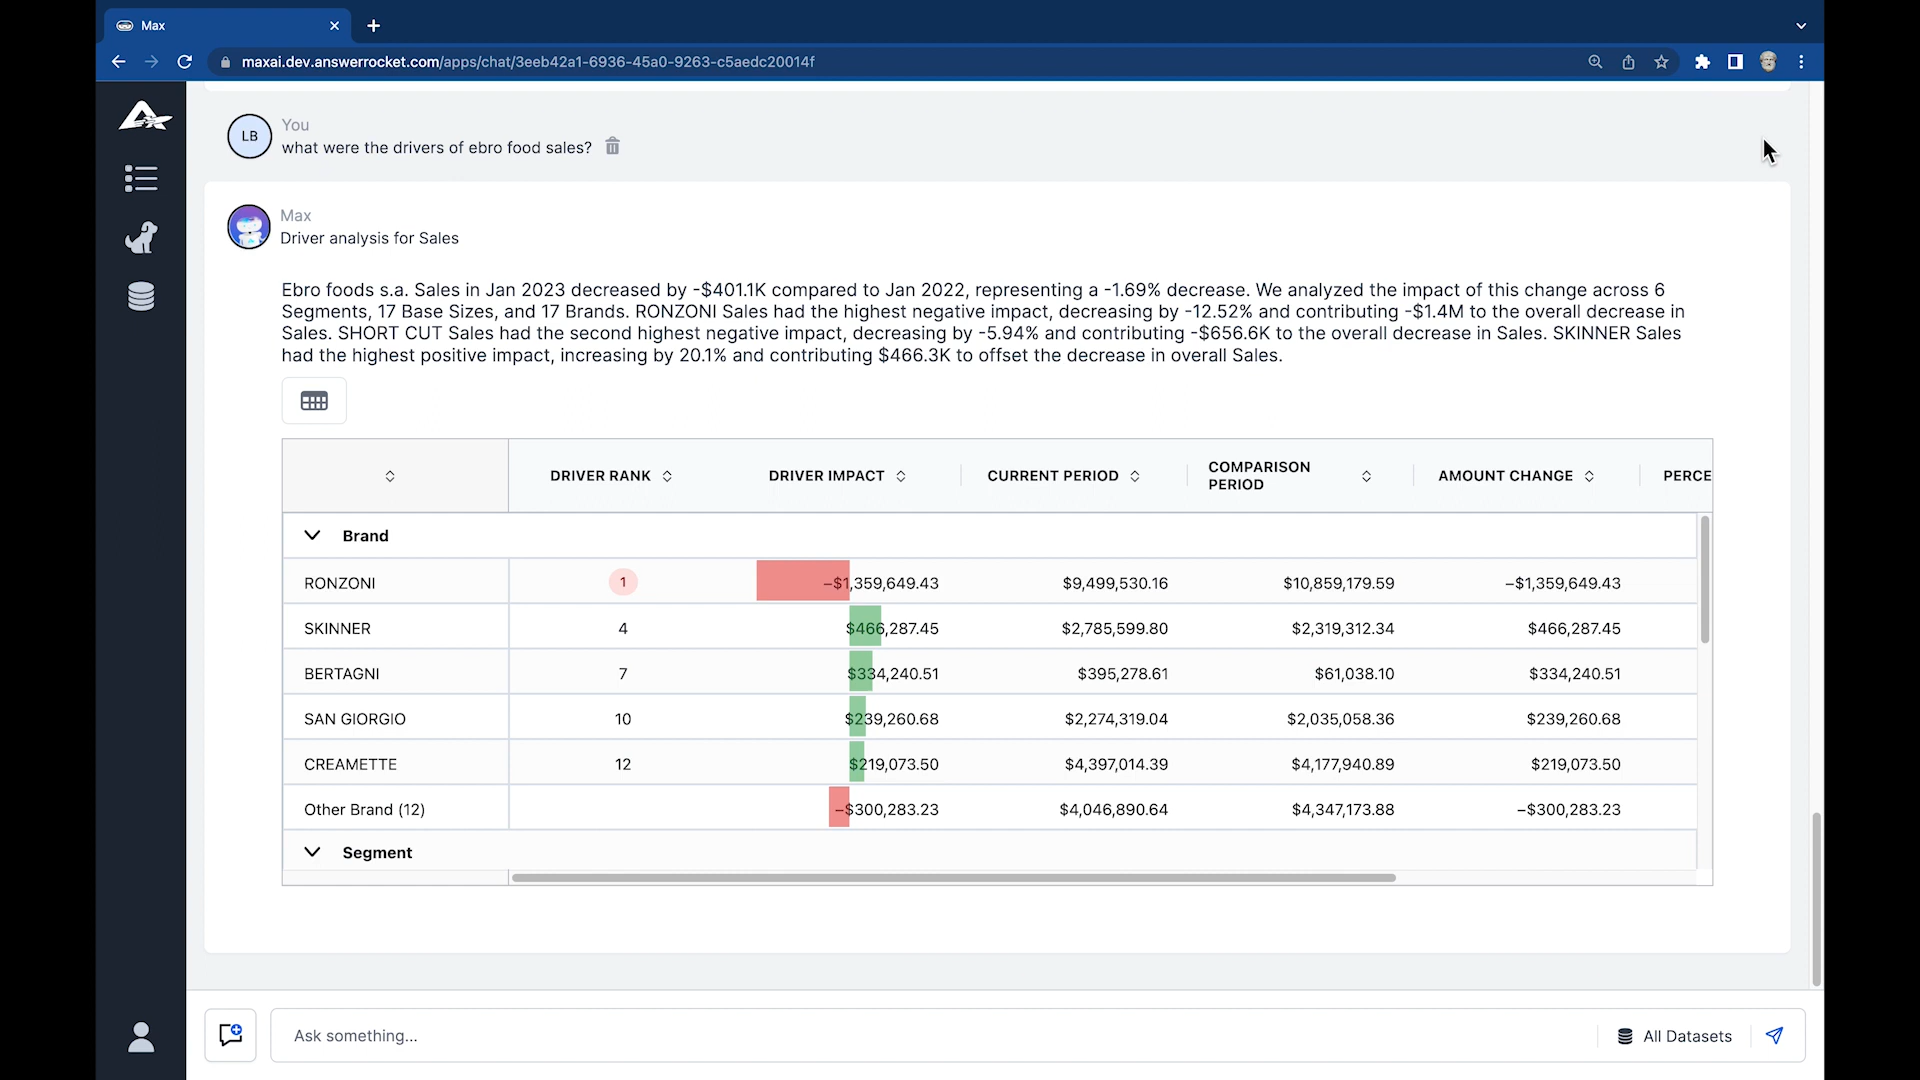 Max
maxai.dev.answerrocket.com/apps/chat/3eeb42a1-6936-45a0-9263-c5aedc20014f
LB
You
what were the drivers of ebro food sales?
Max
Driver analysis for Sales
Ebro foods s.a. Sales in Jan 2023 decreased by -$401.1K compared to Jan 2022, representing a -1.69% decrease. We analyzed the impact of this change across 6
Segments, 17 Base Sizes, and 17 Brands. RONZONI Sales had the highest negative impact, decreasing by -12.52% and contributing -$1.4M to the overall decrease in
Sales. SHORT CUT Sales had the second highest negative impact, decreasing by -5.94% and contributing -$656.6K to the overall decrease in Sales. SKINNER Sales
had the highest positive impact, increasing by 20.1% and contributing $466.3K to offset the decrease in overall Sales.
DRIVER RANK DRIVER IMPACT CURRENT PERIOD COMPARISON PERIOD AMOUNT CHANGE PERCE
Brand
RONZONI 1 –$1,359,649.43 $9,499,530.16 $10,859,179.59 –$1,359,649.43
SKINNER 4 $466,287.45 $2,785,599.80 $2,319,312.34 $466,287.45
BERTAGNI 7 $334,240.51 $395,278.61 $61,038.10 $334,240.51
SAN GIORGIO 10 $239,260.68 $2,274,319.04 $2,035,058.36 $239,260.68
CREAMETTE 12 $219,073.50 $4,397,014.39 $4,177,940.89 $219,073.50
Other Brand (12) –$300,283.23 $4,046,890.64 $4,347,173.88 –$300,283.23
Segment
Ask something...
All Datasets